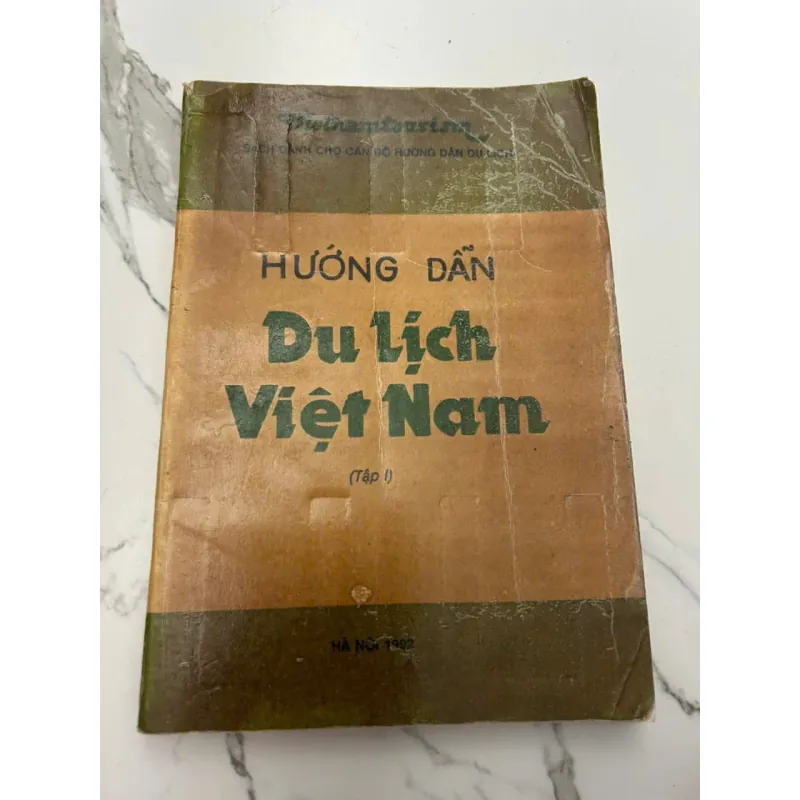 Vietnamtourism
SÁCH DÀNH CHO CÁN BỘ HƯỚNG DẪN DU LỊCH
HƯỚNG DẪN
Du lịch
Việt Nam
(Tập I)
HÀ NỘI 1992